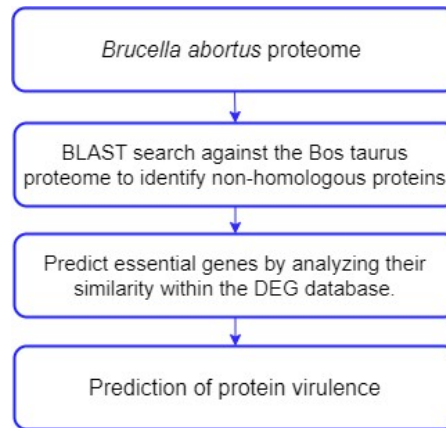 Brucella abortus proteome
BLAST search against the Bos taurus
proteome to identify non-homologous proteins
Predict essential genes by analyzing their
similarity within the DEG database.
Prediction of protein virulence